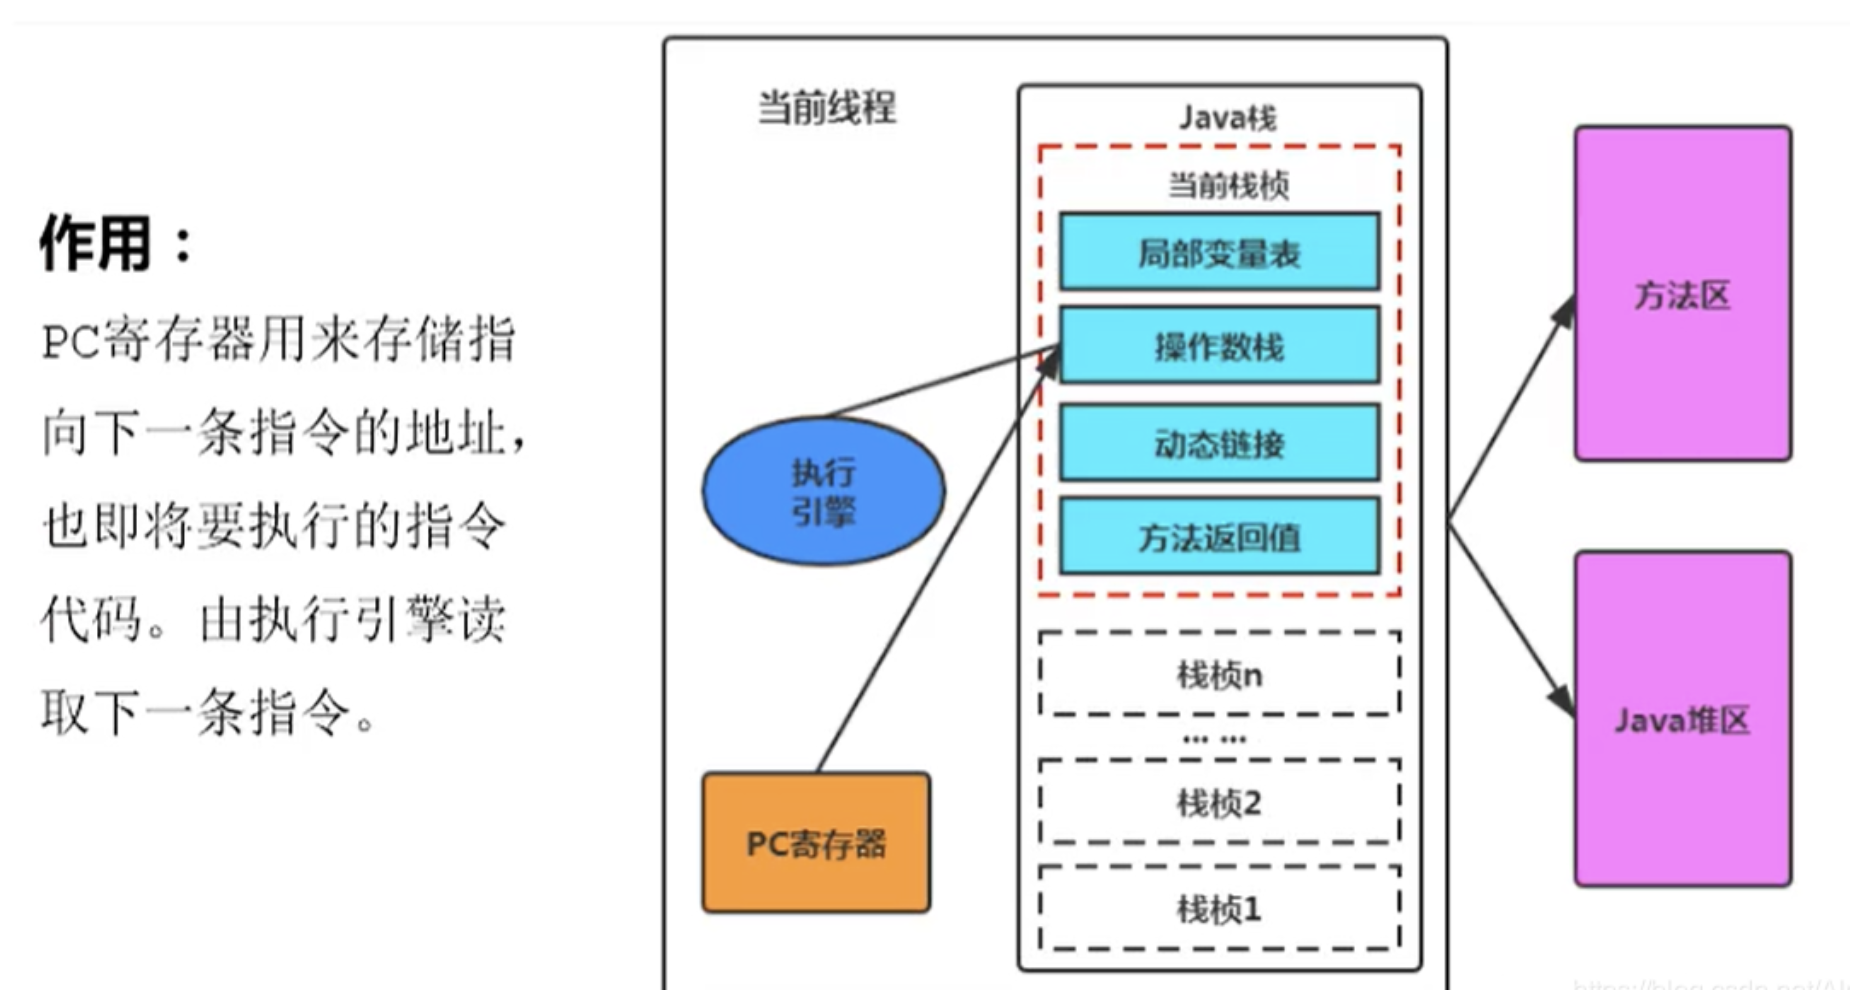 作用：
PC寄存器用来存储指
向下一条指令的地址，
也即将要执行的指令
代码。由执行引擎读
取下一条指令。
当前线程
Java栈
当前栈桢
局部变量表
操作数栈
动态链接
方法返回值
栈桢n
... ...
栈桢2
栈桢1
执行
引擎
PC寄存器
方法区
Java堆区